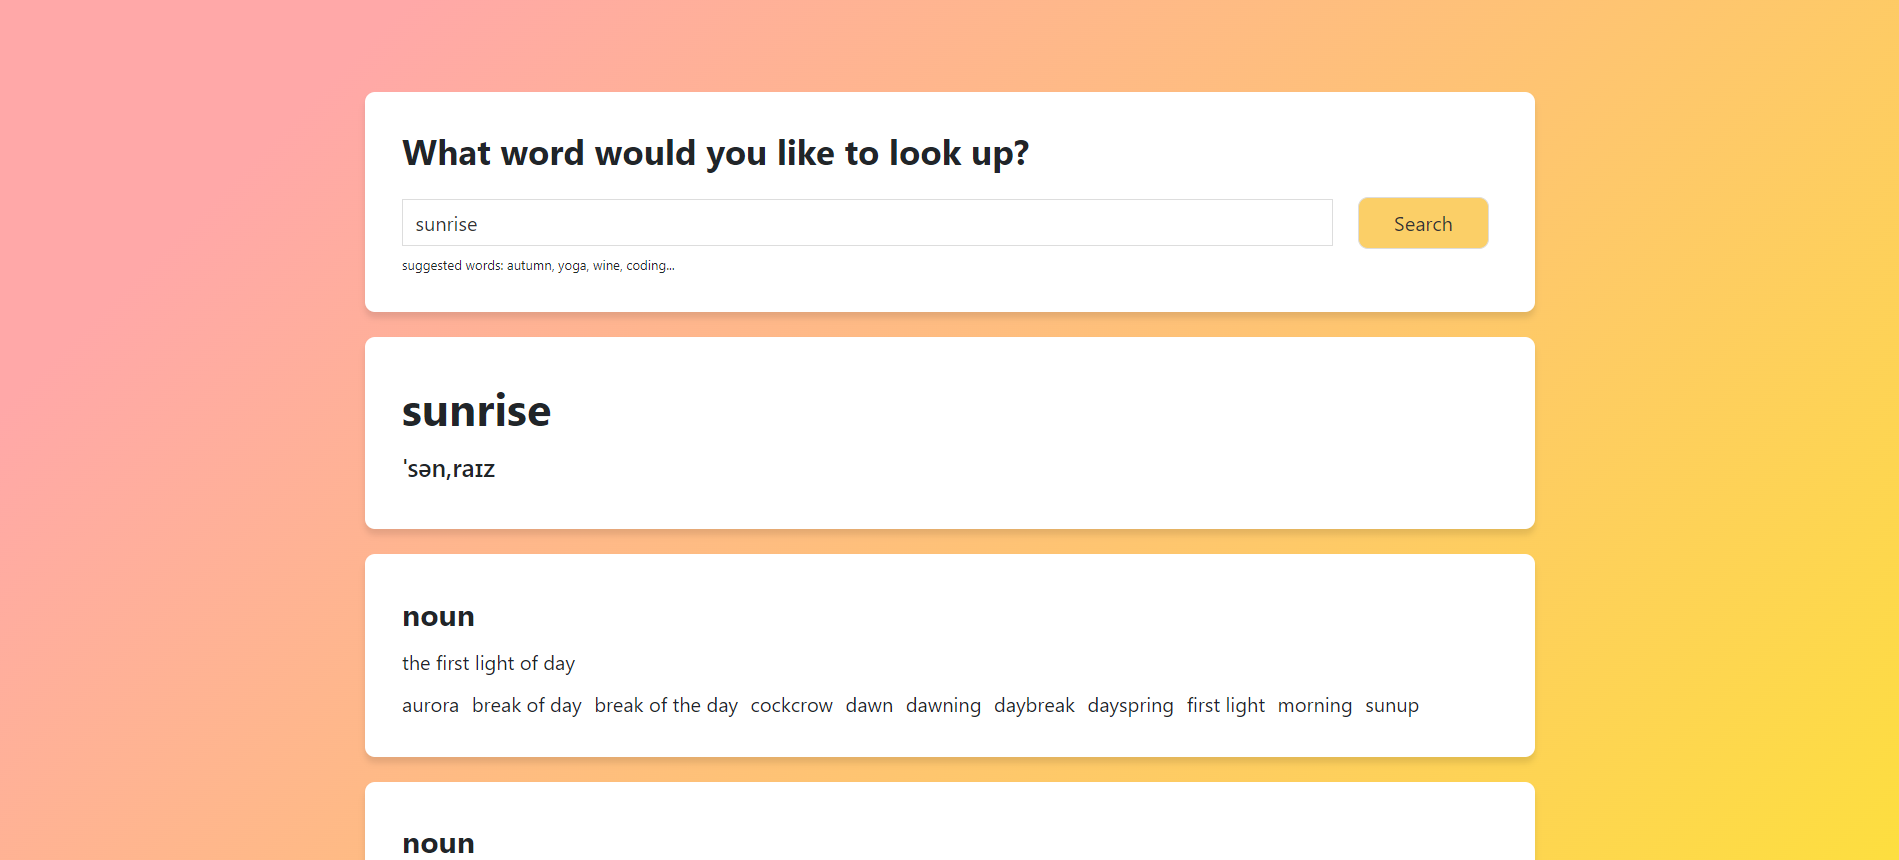 What word would you like to look up?
sunrise
Search
suggested words: autumn, yoga, wine, coding...
sunrise
ˈsən,raɪz
noun
the first light of day
aurora break of day break of the day cockcrow dawn dawning daybreak dayspring first light morning sunup
noun